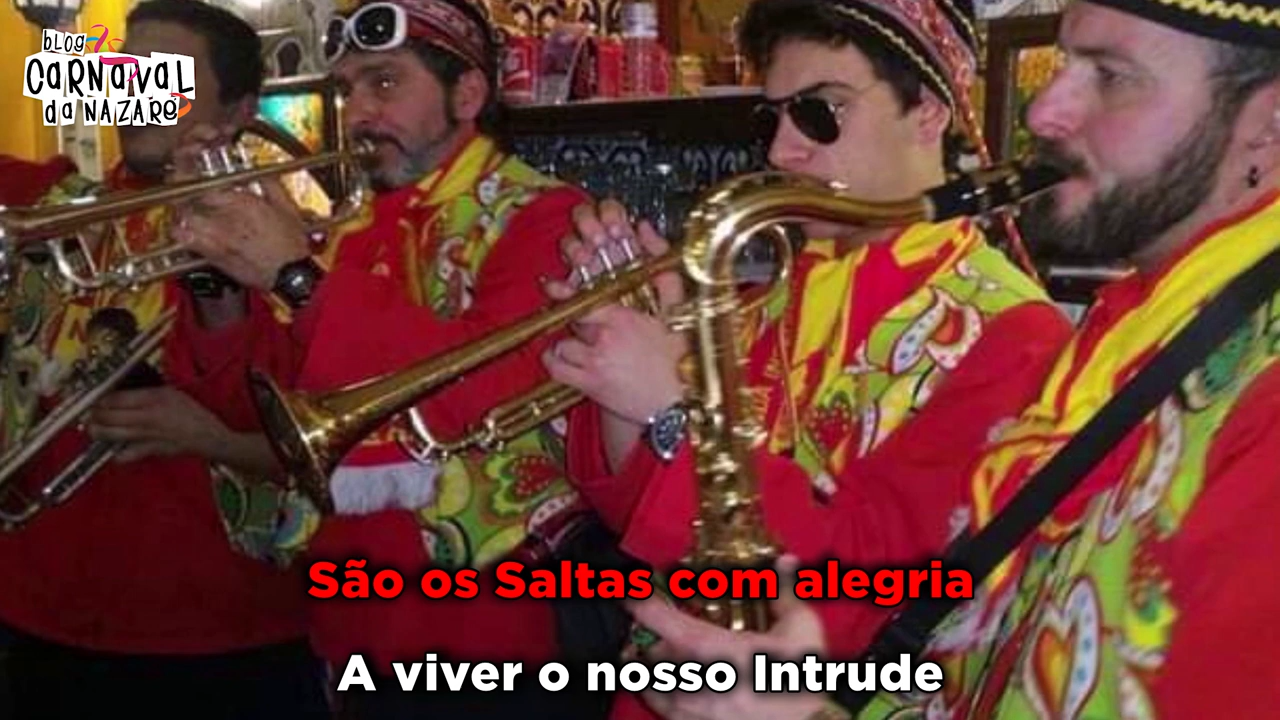 BLOG
CARNAVAL
da NAZARÉ
São os Saltas com alegria
A viver o nosso Intrude